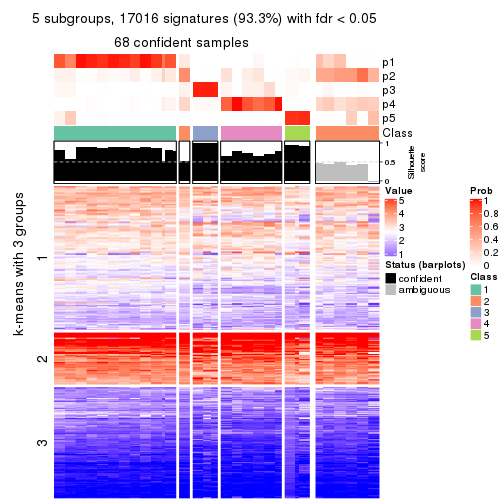 5 subgroups, 17016 signatures (93.3%) with fdr < 0.05
68 confident samples
p1
p2
p3
p4
p5
Class
1
0.5
0
Silhouette
score
k-means with 3 groups
1
2
3
Value
5
4
3
2
1
Status (barplots)
confident
ambiguous
Prob
1
0.8
0.6
0.4
0.2
0
Class
1
2
3
4
5